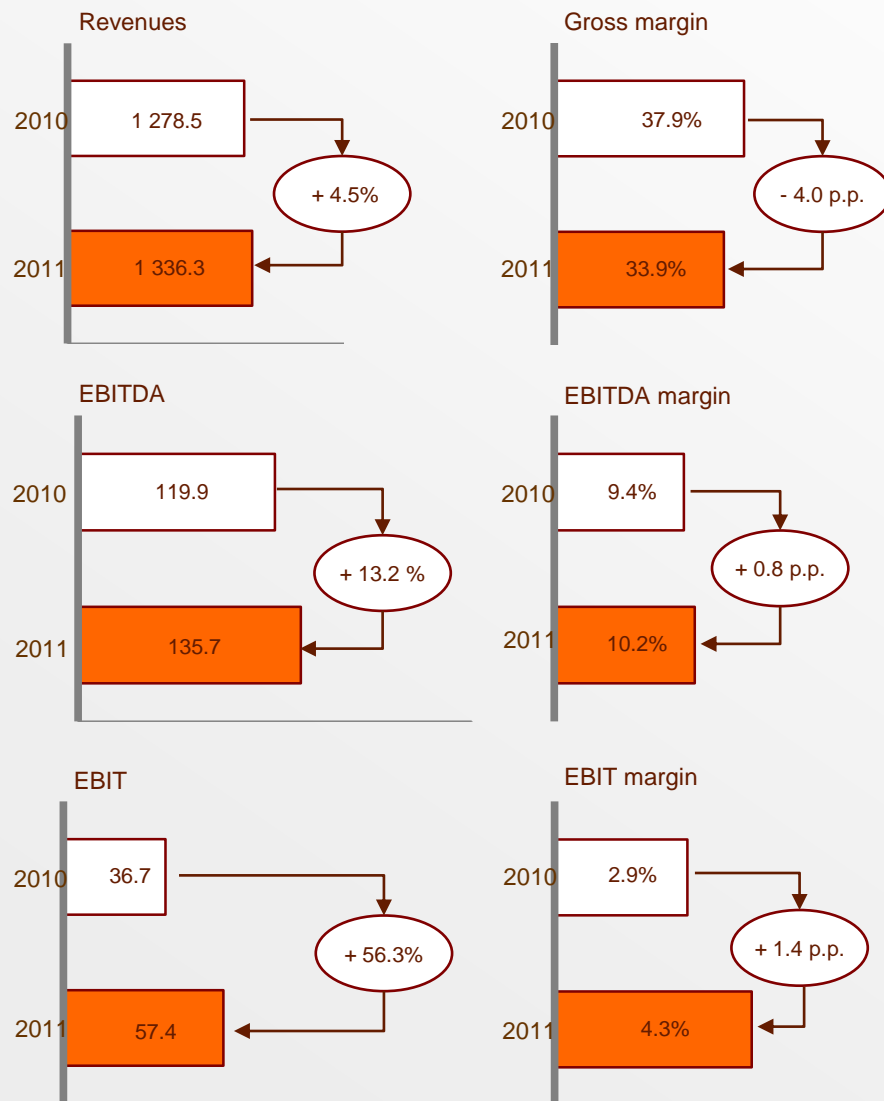 Revenues
2010
1 278.5
+ 4.5%
2011
1 336.3
Gross margin
2010
37.9%
- 4.0 p.p.
2011
33.9%
EBITDA
2010
119.9
+ 13.2 %
2011
135.7
EBITDA margin
2010
9.4%
+ 0.8 p.p.
2011
10.2%
EBIT
2010
36.7
+ 56.3%
2011
57.4
EBIT margin
2010
2.9%
+ 1.4 p.p.
2011
4.3%